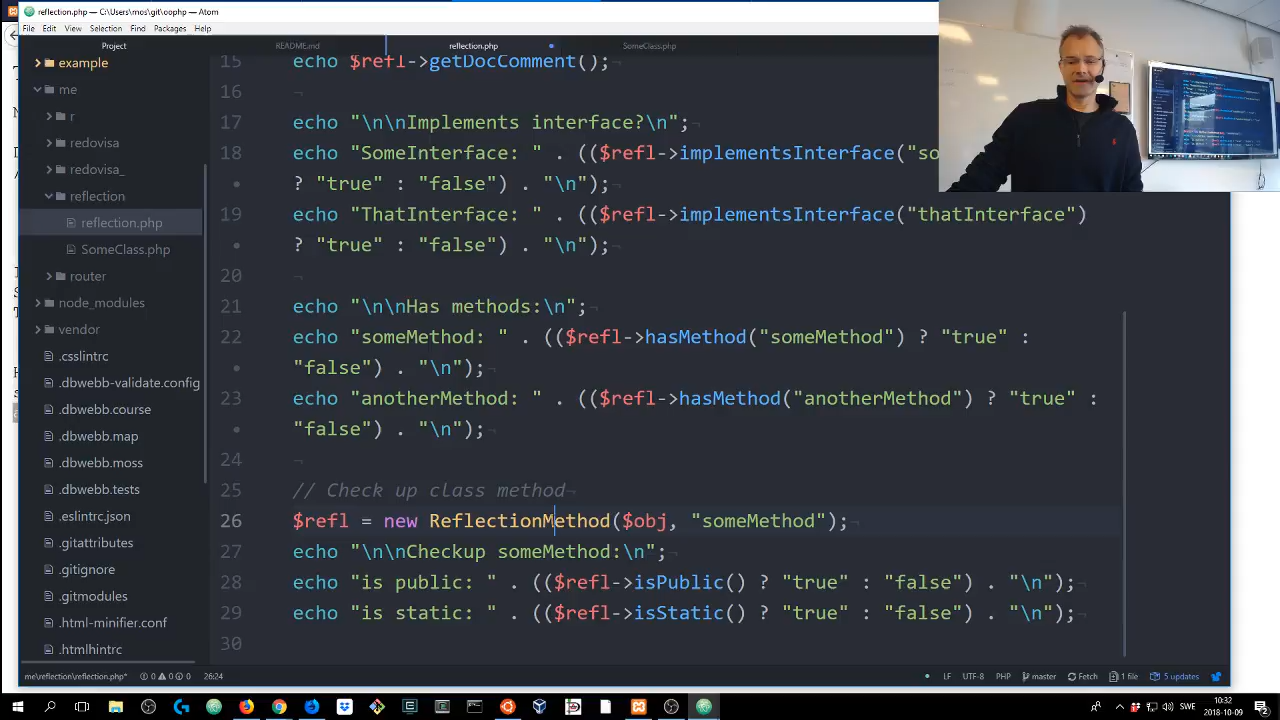 reflection.php — C:\Users\mos\git\oophp — Atom
File Edit View Selection Find Packages Help
Project
README.md
reflection.php
SomeClass.php
example
me
r
redovisa
redovisa_
reflection
reflection.php
SomeClass.php
router
node_modules
vendor
.csslintrc
.dbwebb-validate.config
.dbwebb.course
.dbwebb.map
.dbwebb.moss
.dbwebb.tests
.eslintrc.json
.gitattributes
.gitignore
.gitmodules
.html-minifier.conf
.htmlhintrc
15 echo $refl->getDocComment();
16 ¬
17 echo "\n\nImplements interface?\n";¬
18 echo "SomeInterface: " . (($refl->implementsInterface("so
• ? "true" : "false") . "\n");¬
19 echo "ThatInterface: " . (($refl->implementsInterface("thatInterface")
• ? "true" : "false") . "\n");¬
20 ¬
21 echo "\n\nHas methods:\n";¬
22 echo "someMethod: " . (($refl->hasMethod("someMethod") ? "true" :
• "false") . "\n");¬
23 echo "anotherMethod: " . (($refl->hasMethod("anotherMethod") ? "true" :
• "false") . "\n");¬
24 ¬
25 // Check up class method¬
26 $refl = new ReflectionMethod($obj, "someMethod");¬
27 echo "\n\nCheckup someMethod:\n";¬
28 echo "is public: " . (($refl->isPublic() ? "true" : "false") . "\n");¬
29 echo "is static: " . (($refl->isStatic() ? "true" : "false") . "\n");¬
30
me\reflection\reflection.php* 0 0 0 26:24 LF UTF-8 PHP master Fetch 1 file 5 updates
SWE
10:32
2018-10-09